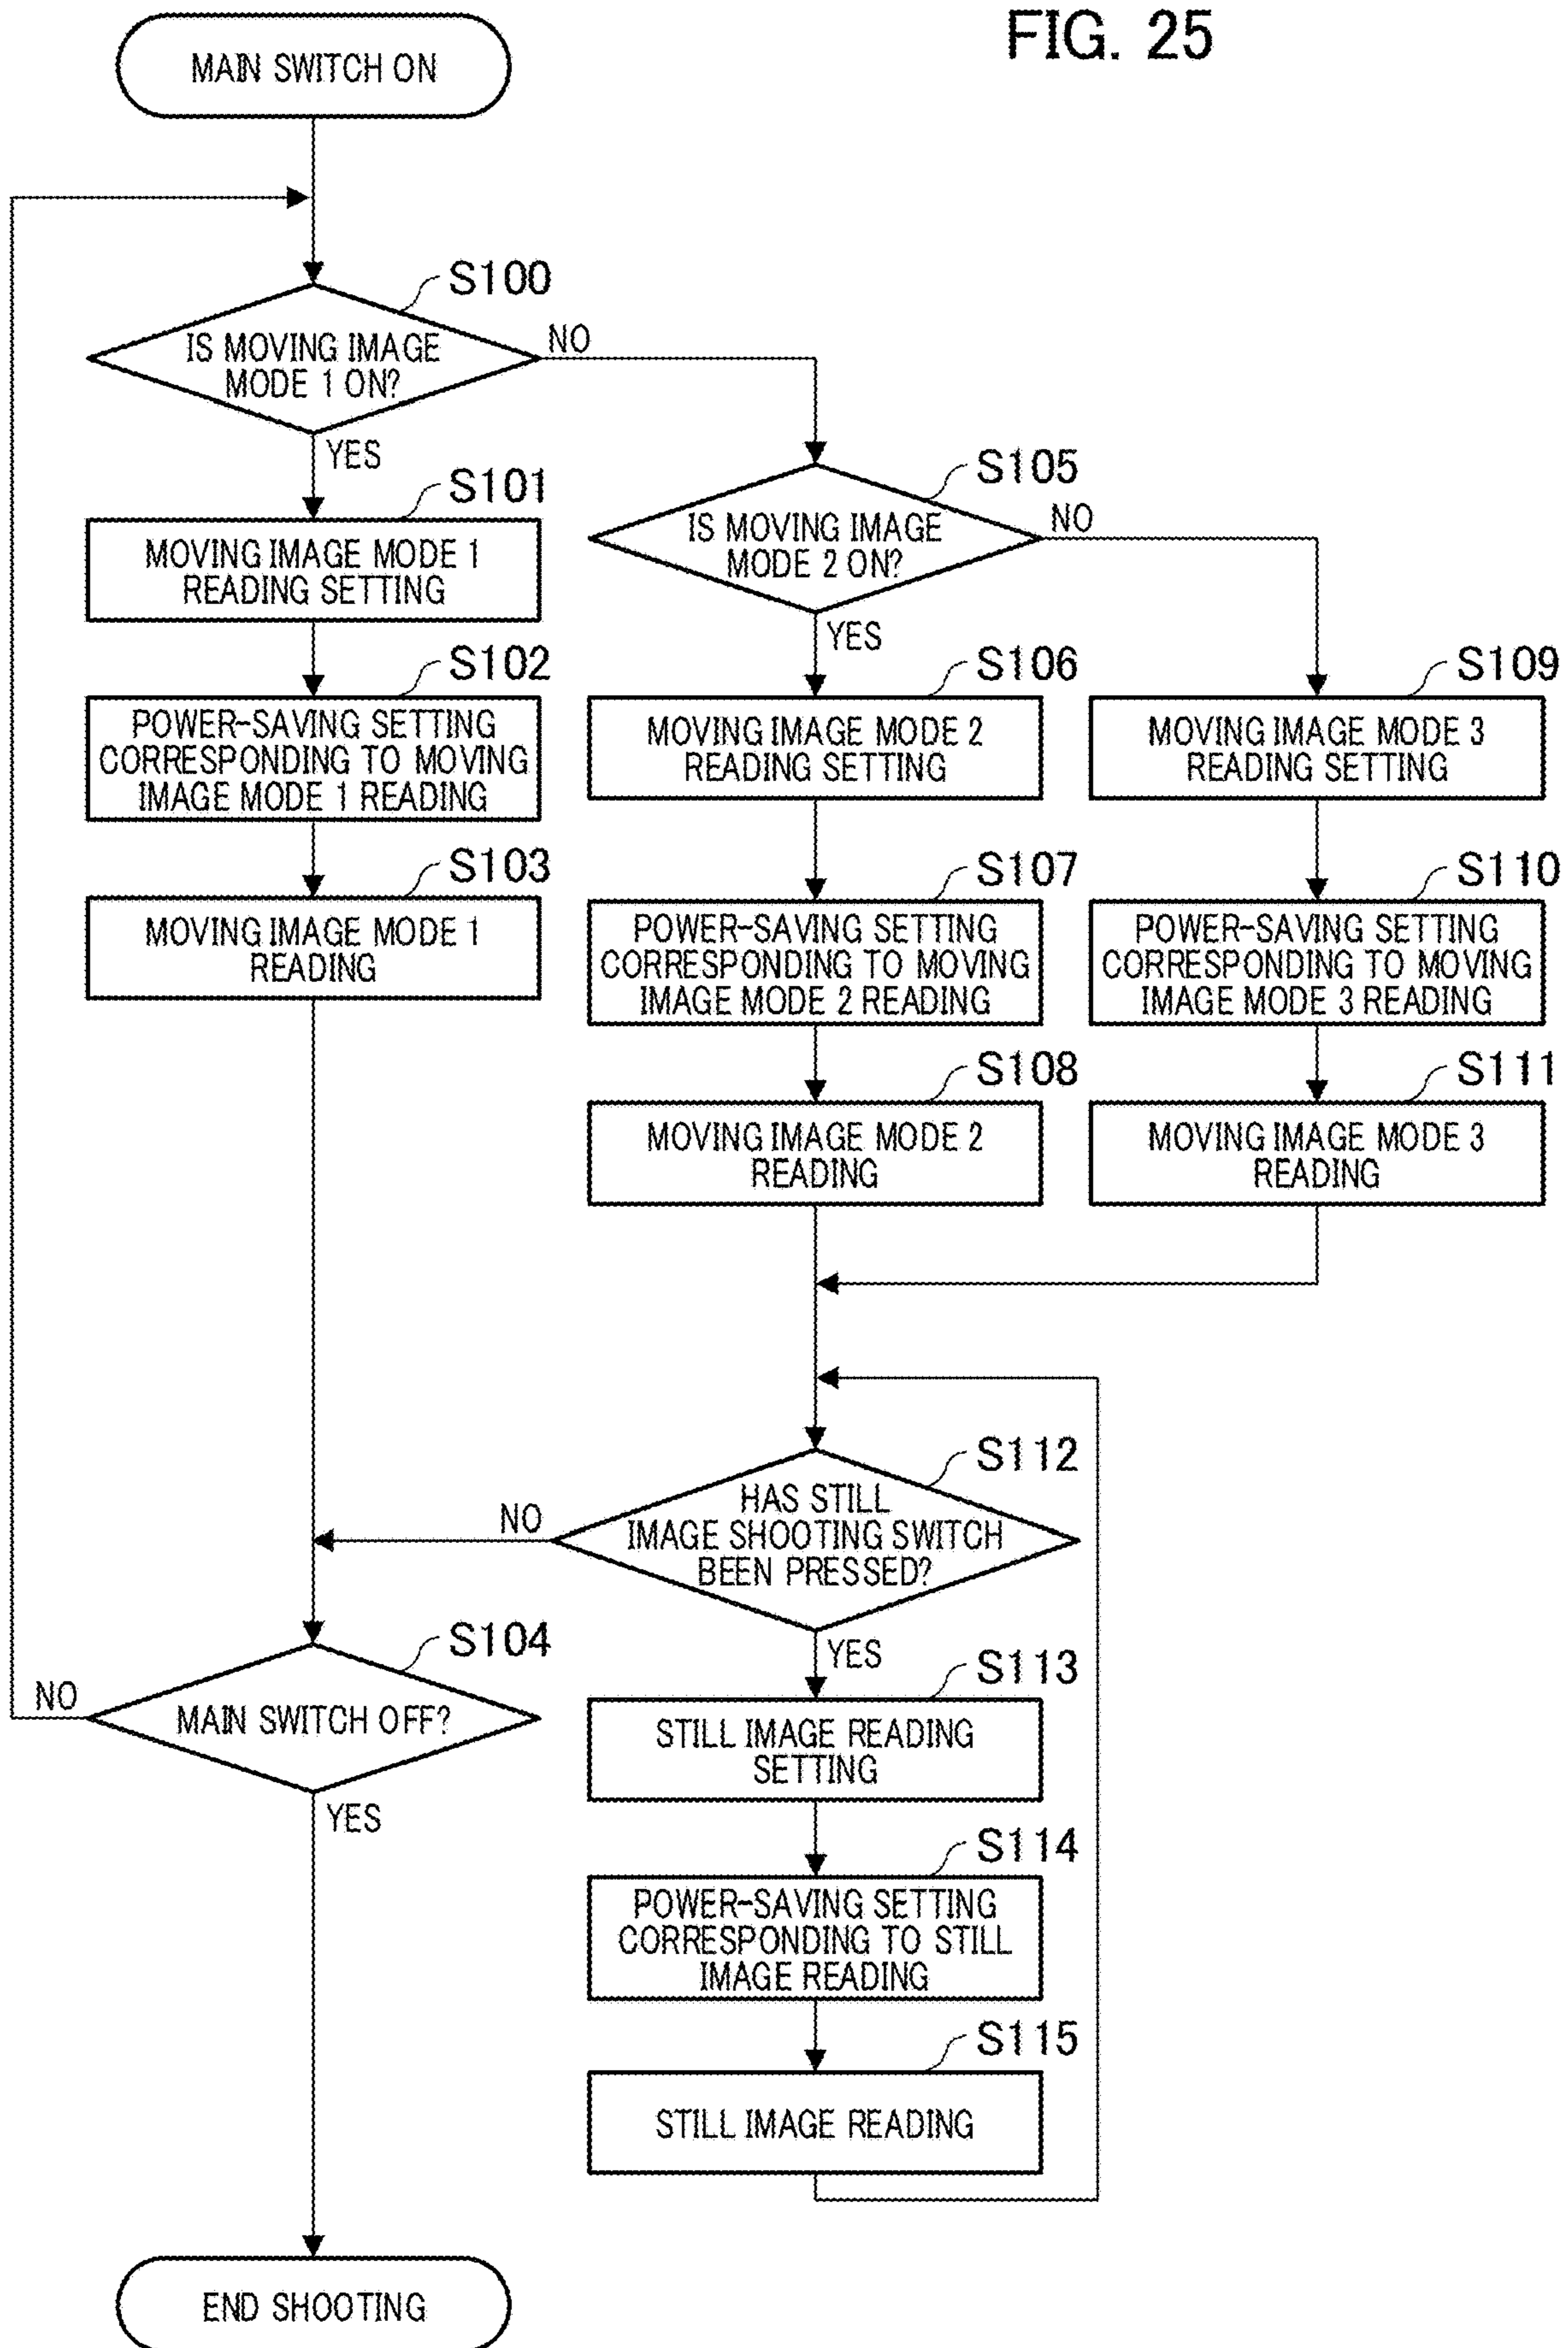 FIG. 25
MAIN SWITCH ON
S100
IS MOVING IMAGE
MODE 1 ON?
NO
YES
S101
MOVING IMAGE MODE 1
READING SETTING
S102
POWER-SAVING SETTING
CORRESPONDING TO MOVING
IMAGE MODE 1 READING
S103
MOVING IMAGE MODE 1
READING
S105
IS MOVING IMAGE
MODE 2 ON?
NO
YES
S106
MOVING IMAGE MODE 2
READING SETTING
S107
POWER-SAVING SETTING
CORRESPONDING TO MOVING
IMAGE MODE 2 READING
S108
MOVING IMAGE MODE 2
READING
S109
MOVING IMAGE MODE 3
READING SETTING
S110
POWER-SAVING SETTING
CORRESPONDING TO MOVING
IMAGE MODE 3 READING
S111
MOVING IMAGE MODE 3
READING
S112
HAS STILL
IMAGE SHOOTING SWITCH
BEEN PRESSED?
NO
YES
S113
STILL IMAGE READING
SETTING
S114
POWER-SAVING SETTING
CORRESPONDING TO STILL
IMAGE READING
S115
STILL IMAGE READING
S104
MAIN SWITCH OFF?
NO
YES
END SHOOTING